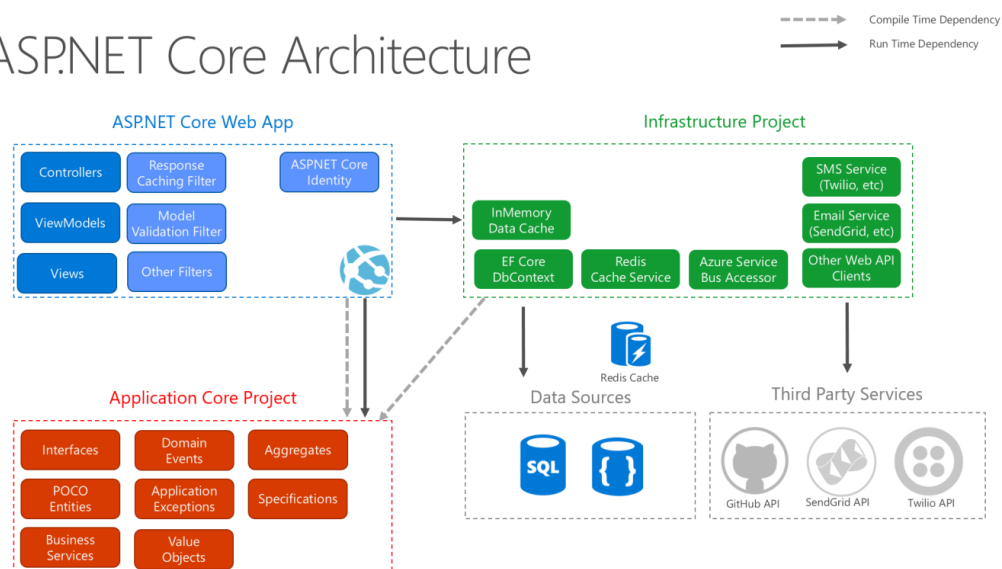 Compile Time Dependency
Run Time Dependency
ASP.NET Core Architecture
ASP.NET Core Web App
Controllers
Response
Caching Filter
ASPNET Core
Identity
ViewModels
Model
Validation Filter
Views
Other Filters
Infrastructure Project
SMS Service
(Twilio, etc)
InMemory
Data Cache
Email Service
(SendGrid, etc)
EF Core
DbContext
Redis
Cache Service
Azure Service
Bus Accessor
Other Web API
Clients
Redis Cache
Application Core Project
Interfaces
Domain
Events
Aggregates
POCO
Entities
Application
Exceptions
Specifications
Business
Services
Value
Objects
Data Sources
SQL
{ }
Third Party Services
GitHub API
SendGrid API
Twilio API